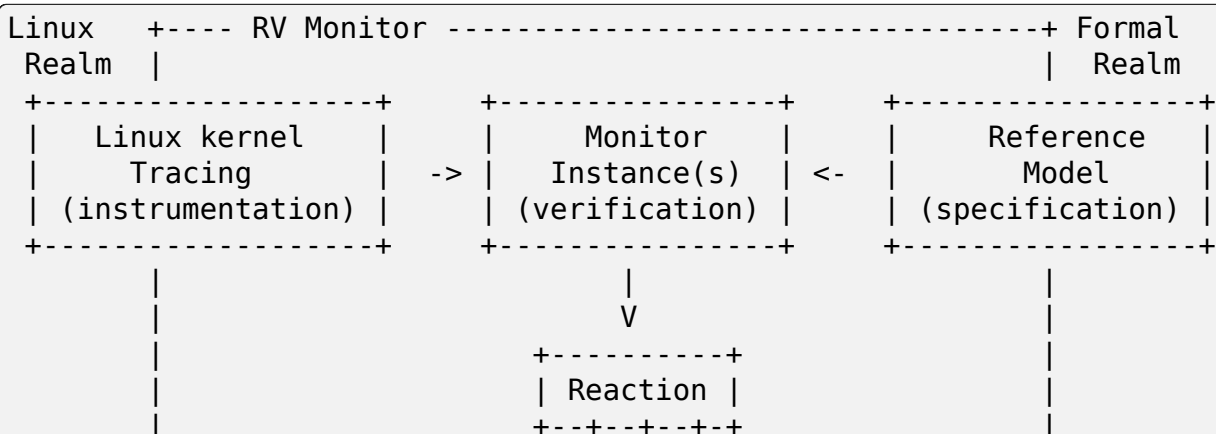 Linux   +---- RV Monitor ----------------------------------+ Formal
 Realm  |                                                  |  Realm
 +-------------------+     +----------------+     +-----------------+
 |   Linux kernel    |     |     Monitor    |     |     Reference   |
 |     Tracing       |  -> |   Instance(s)  | <-  |       Model     |
 | (instrumentation) |     | (verification) |     | (specification) |
 +-------------------+     +----------------+     +-----------------+
        |                          |                       |
        |                          V                       |
        |                     +----------+                 |
        |                     | Reaction |                 |
        |                     +--+--+--+-+                 |